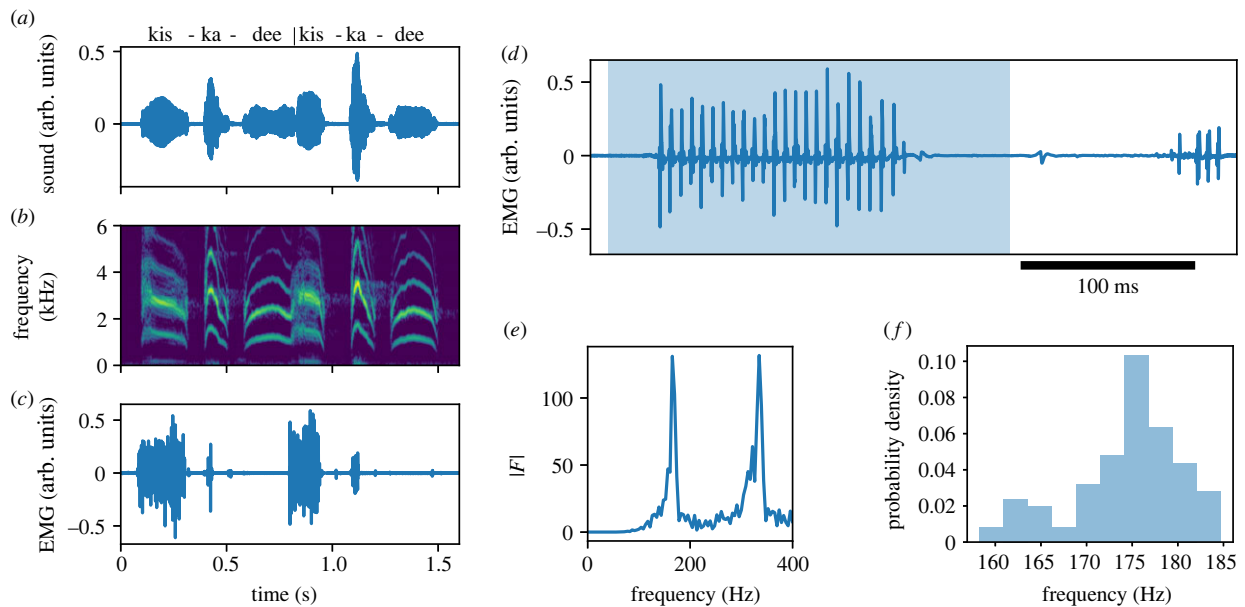 (a)
kis - ka - dee | kis - ka - dee
0.5
0
sound (arb. units)
(b)
6
4
2
0
frequency
(kHz)
(c)
0.5
0
−0.5
EMG (arb. units)
0 0.5 1.0 1.5
time (s)
(d)
0.5
0
−0.5
EMG (arb. units)
100 ms
(e)
100
50
0
|F|
0 200 400
frequency (Hz)
(f)
0.10
0.08
0.06
0.04
0.02
0
probability density
160 165 170 175 180 185
frequency (Hz)